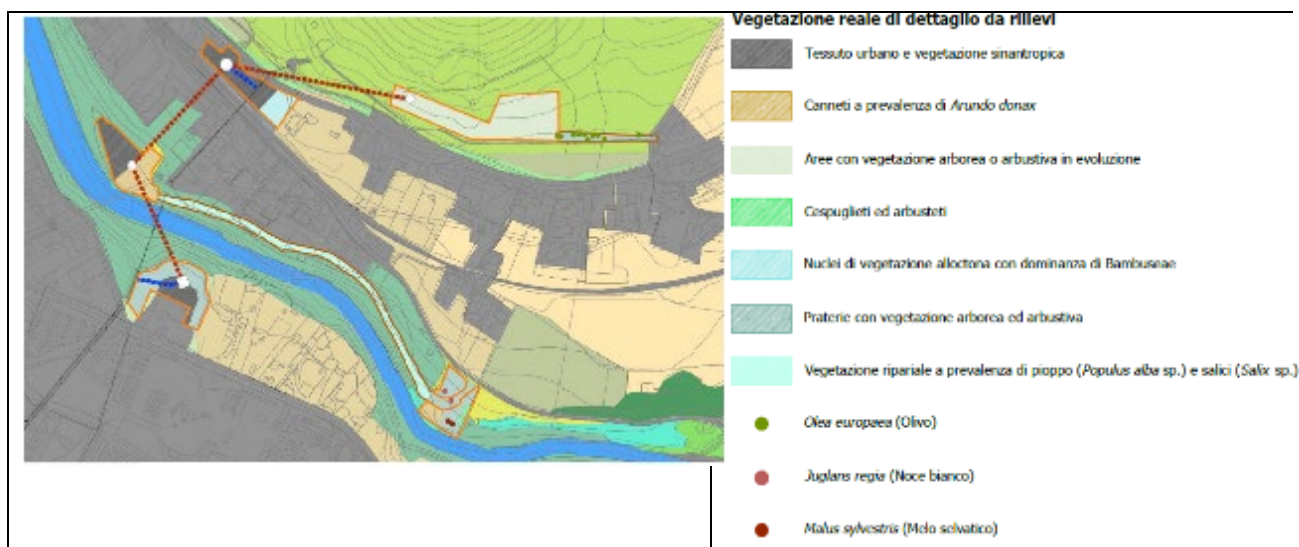 Vegetazione reale di dettaglio da rilievi
Tessuto urbano e vegetazione sinantropica
Canneti a prevalenza di Arundo donax
Aree con vegetazione arborea o arbustiva in evoluzione
Cespuglieti ed arbusteti
Nuclei di vegetazione alloctona con dominanza di Bambuseae
Praterie con vegetazione arborea ed arbustiva
Vegetazione ripariale a prevalenza di pioppo (Populus alba sp.) e salici (Salix sp.)
Olea europaea (Olivo)
Juglans regia (Noce bianco)
Malus sylvestris (Melo selvatico)